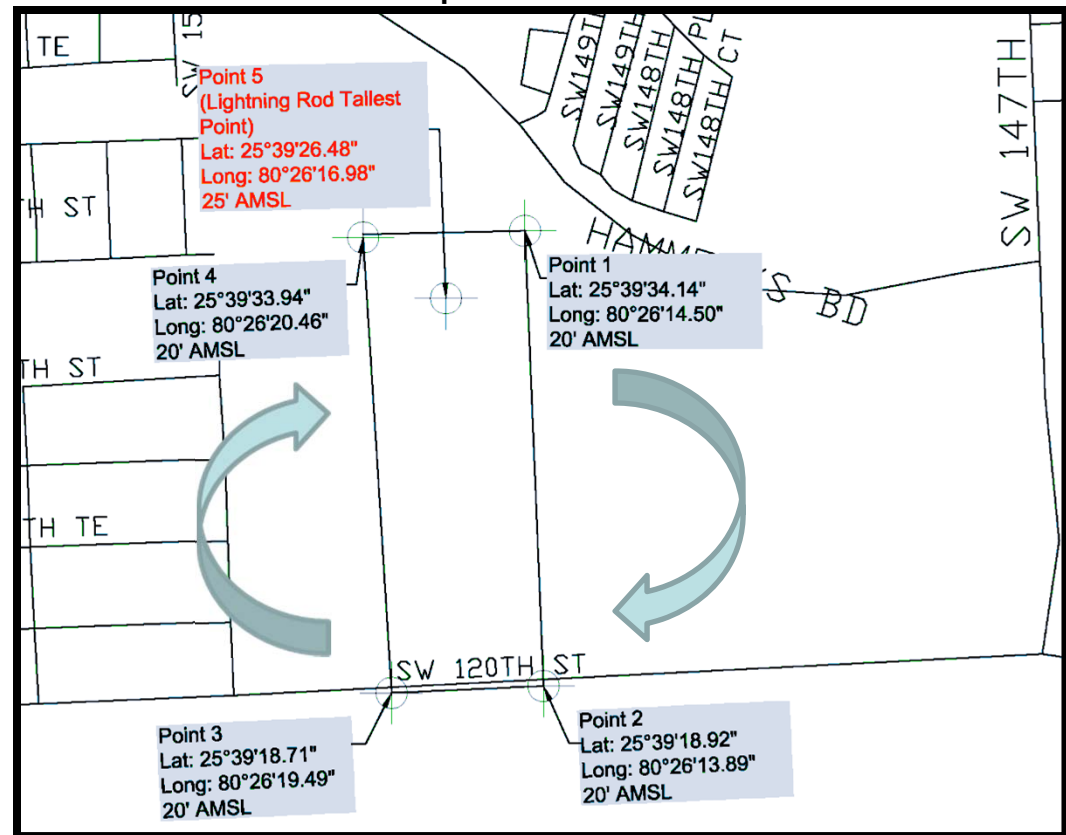 TE
SW 15
Point 5
(Lightning Rod Tallest
Point)
Lat: 25°39'26.48"
Long: 80°26'16.98"
25' AMSL
SW149TH
SW149TH
SW148TH PL
SW148TH CT
SW148TH
SW 147TH
TH ST
HAMMOCKS BD
Point 4
Lat: 25°39'33.94"
Long: 80°26'20.46"
20' AMSL
Point 1
Lat: 25°39'34.14"
Long: 80°26'14.50"
20' AMSL
TH ST
TH TE
SW 120TH ST
Point 3
Lat: 25°39'18.71"
Long: 80°26'19.49"
20' AMSL
Point 2
Lat: 25°39'18.92"
Long: 80°26'13.89"
20' AMSL